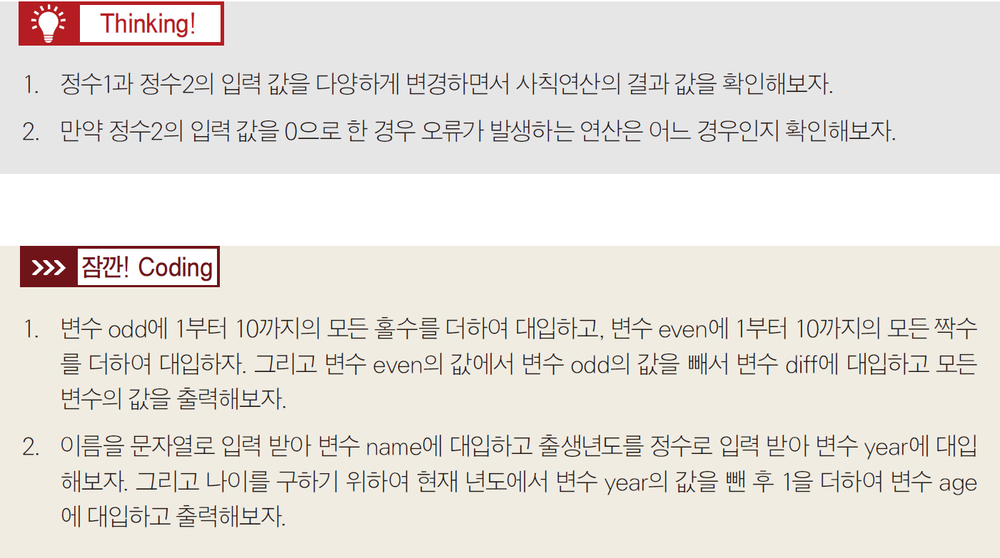 Thinking!
1. 정수1과 정수2의 입력 값을 다양하게 변경하면서 사칙연산의 결과 값을 확인해보자.
2. 만약 정수2의 입력 값을 0으로 한 경우 오류가 발생하는 연산은 어느 경우인지 확인해보자.
잠깐! Coding
1. 변수 odd에 1부터 10까지의 모든 홀수를 더하여 대입하고, 변수 even에 1부터 10까지의 모든 짝수
를 더하여 대입하자. 그리고 변수 even의 값에서 변수 odd의 값을 빼서 변수 diff에 대입하고 모든
변수의 값을 출력해보자.
2. 이름을 문자열로 입력 받아 변수 name에 대입하고 출생년도를 정수로 입력 받아 변수 year에 대입
해보자. 그리고 나이를 구하기 위하여 현재 년도에서 변수 year의 값을 뺀 후 1을 더하여 변수 age
에 대입하고 출력해보자.